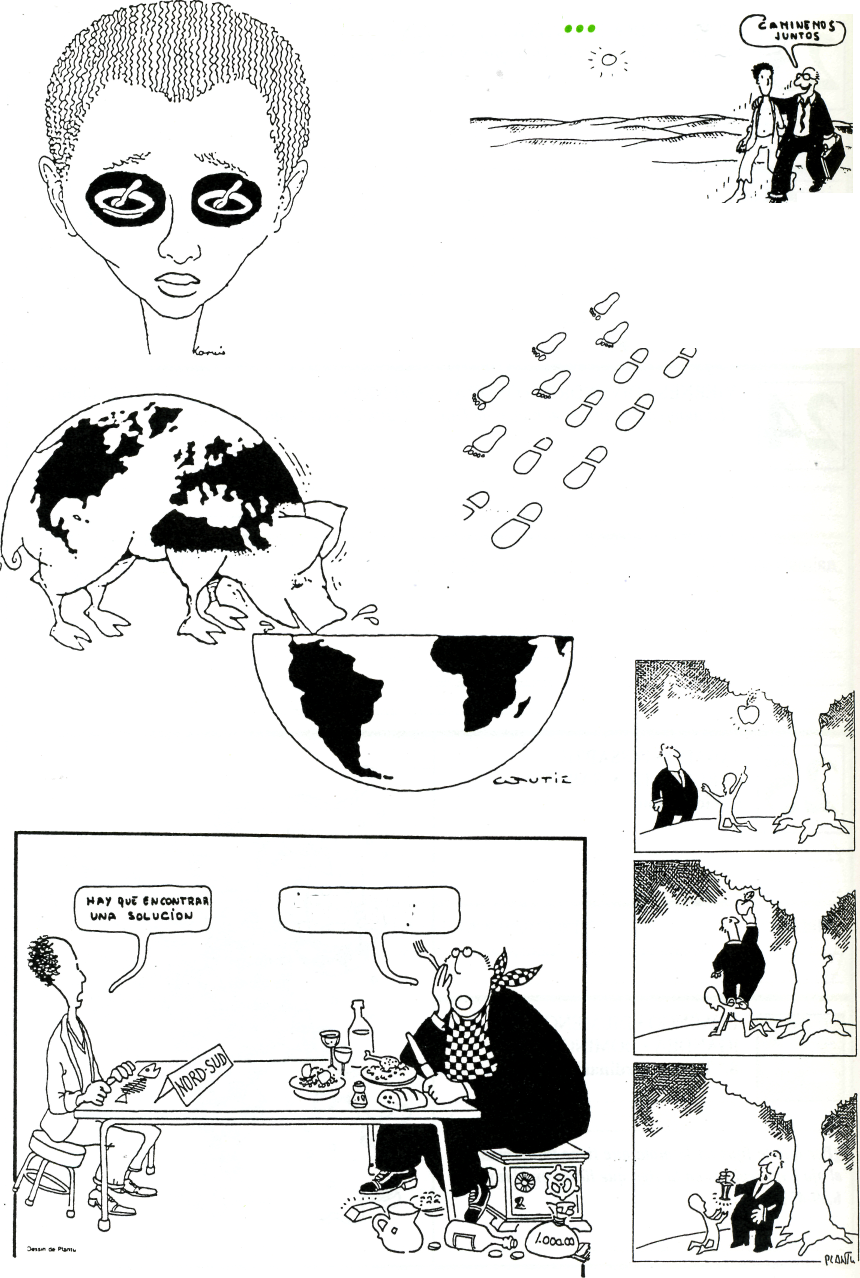 CAMINEMOS
JUNTOS
HAY QUE ENCONTRAR
UNA SOLUCION
NORD-SUD
1.000.00
Dessin de Plantu
PLANTU